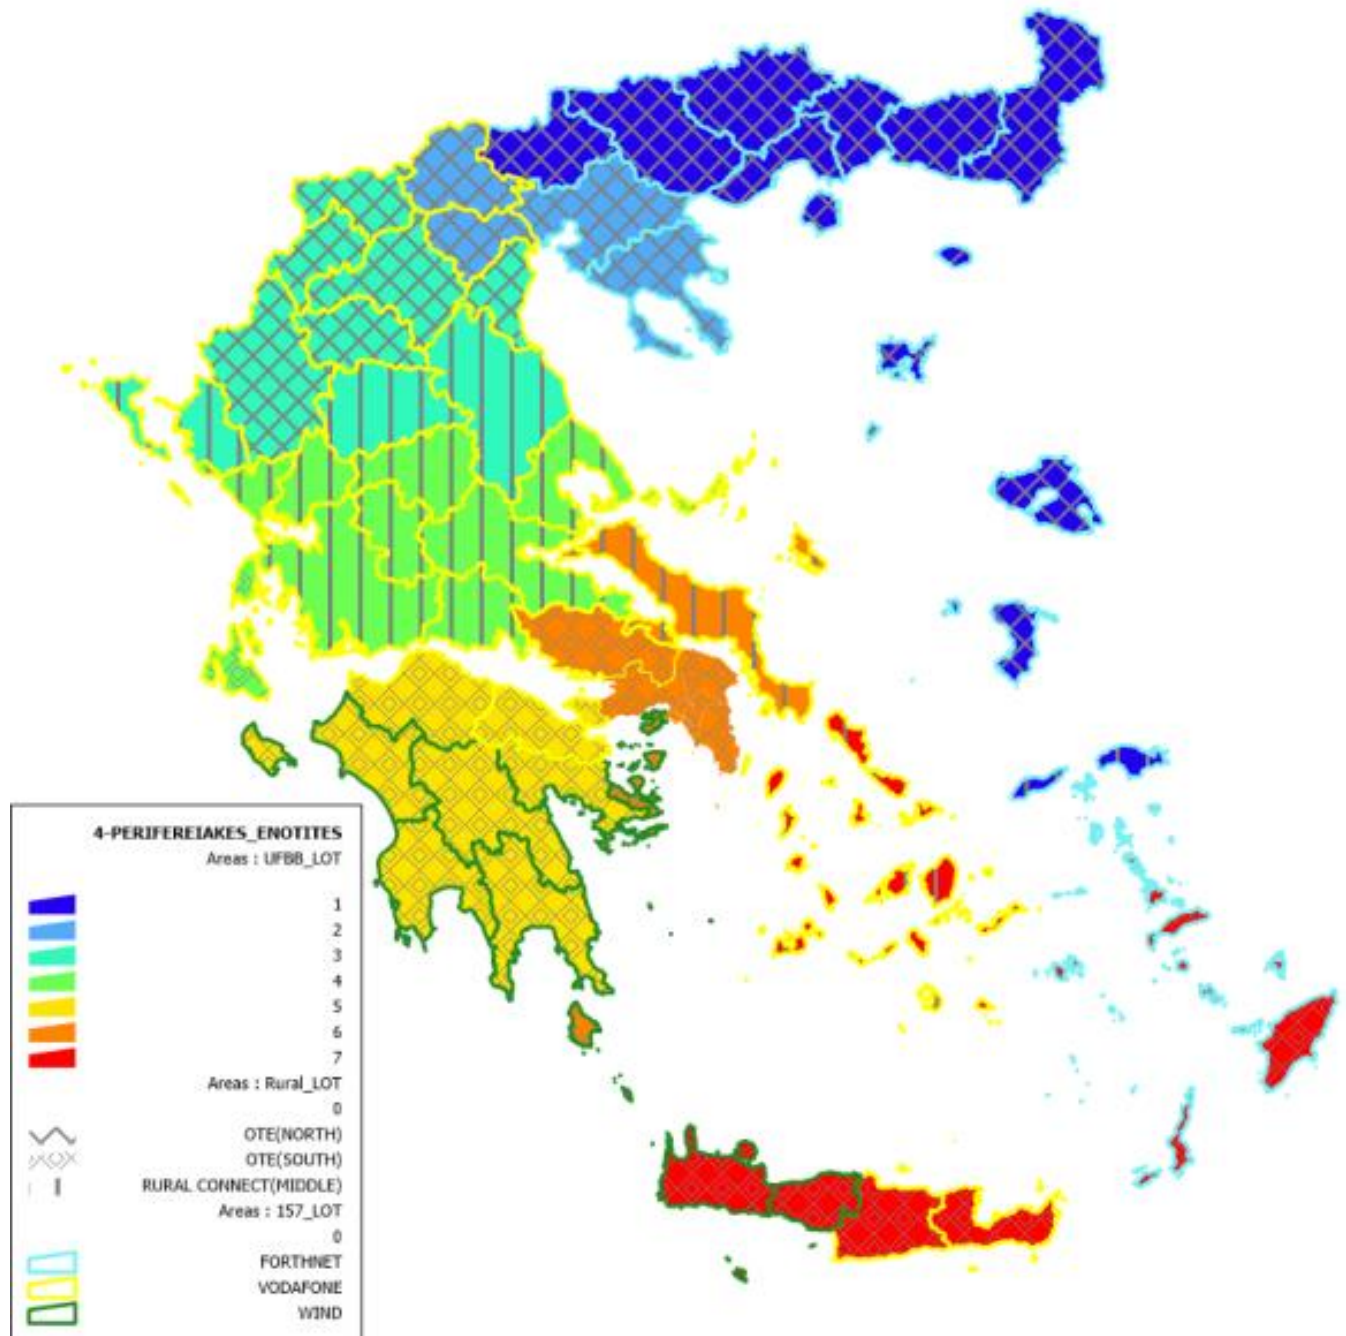 4-PERIFEREIAKES_ENOTITES
Areas : UFBB_LOT
1
2
3
4
5
6
7
Areas : Rural_LOT
0
OTE(NORTH)
OTE(SOUTH)
RURAL CONNECT(MIDDLE)
Areas : 157_LOT
0
FORTHNET
VODAFONE
WIND